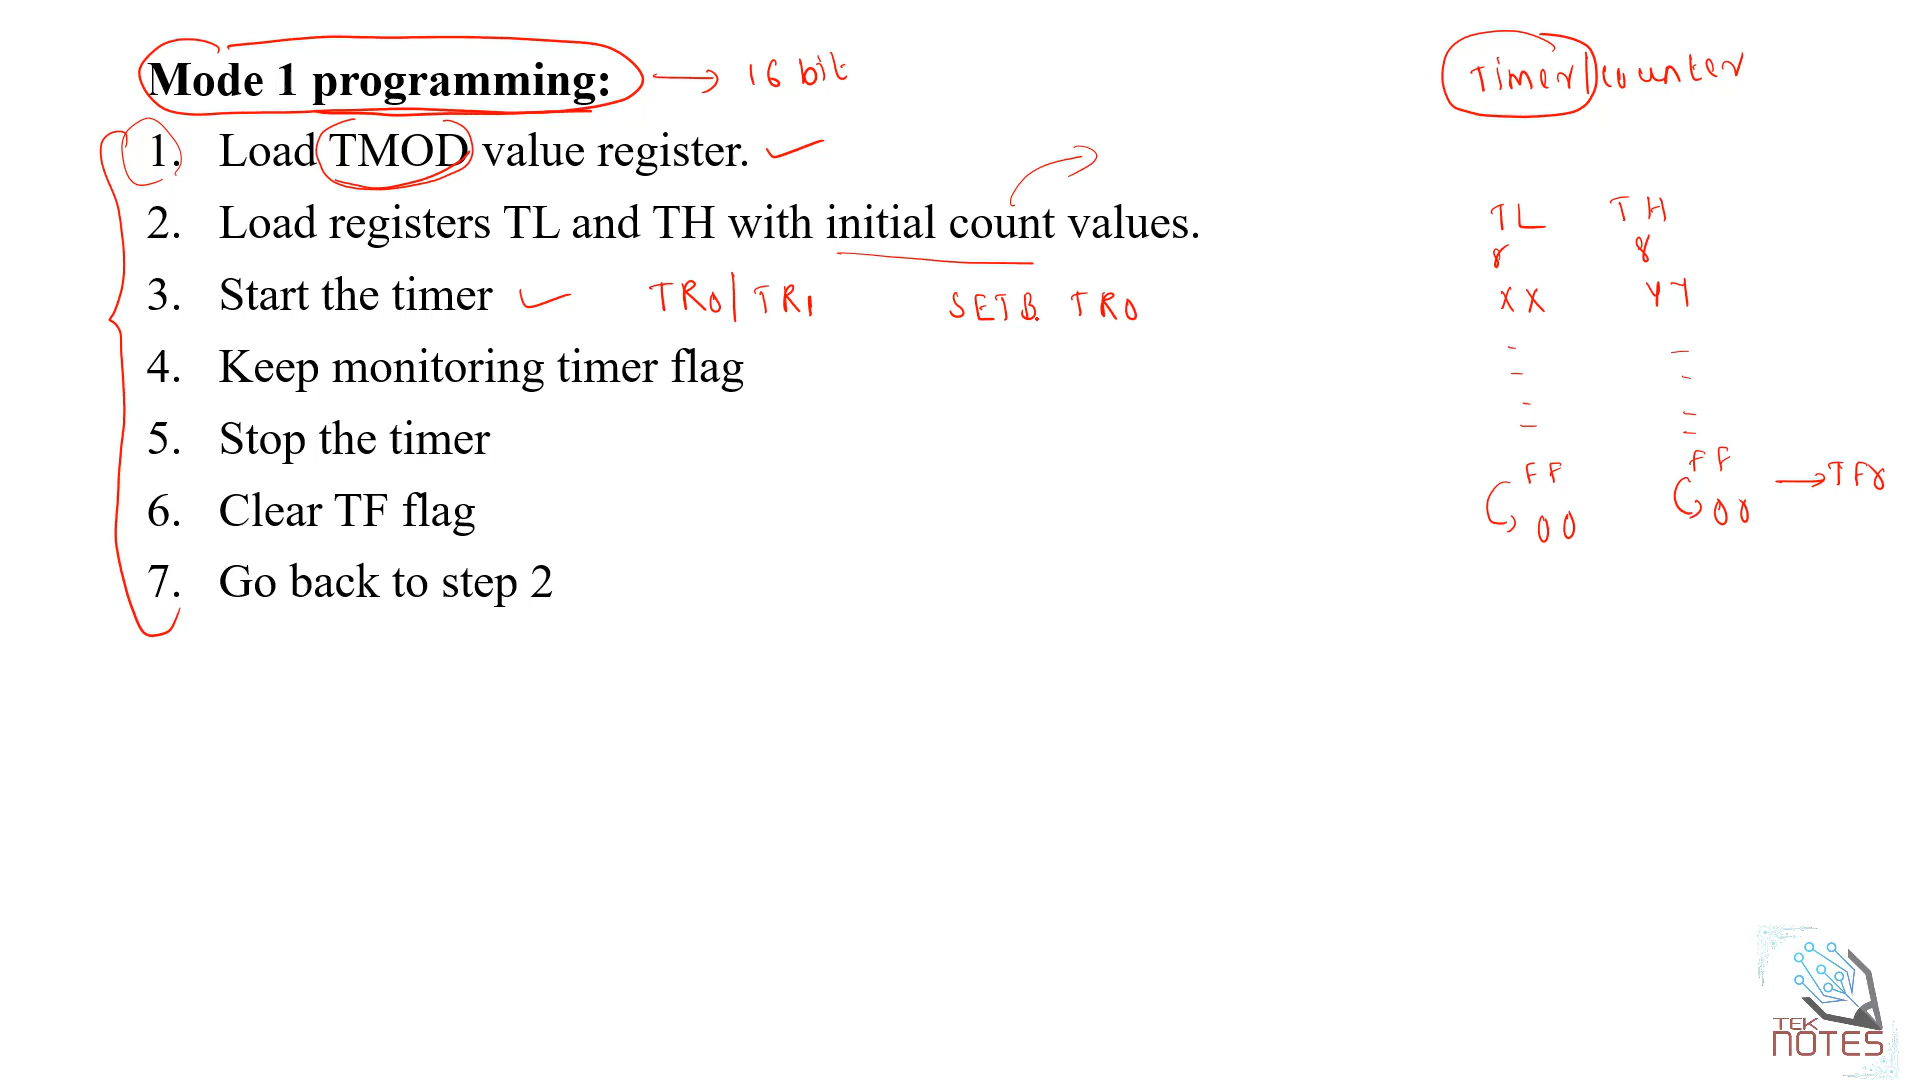 Mode 1 programming: → 16 bit
Timer/counter
1. Load TMOD value register.
2. Load registers TL and TH with initial count values.
3. Start the timer TR0 | TR1 SETB TR0
4. Keep monitoring timer flag
5. Stop the timer
6. Clear TF flag
7. Go back to step 2
TL TH
8 8
XX YY
FF FF
00 00
TEK
NOTES